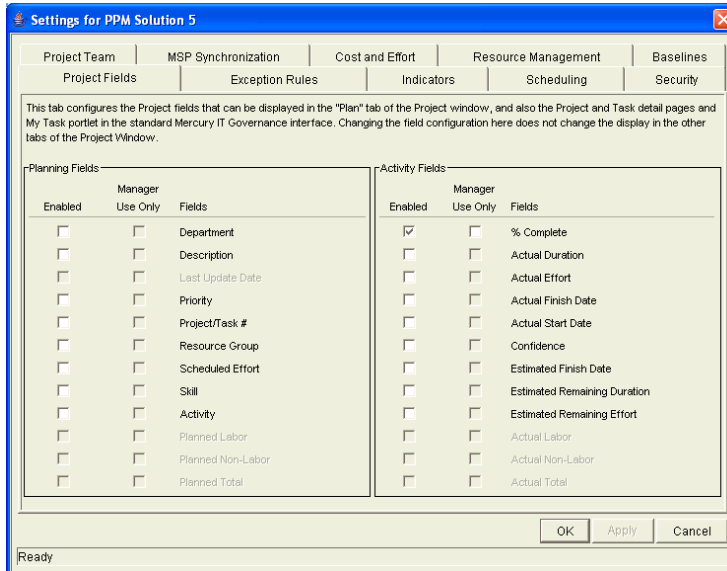 Settings for PPM Solution 5
Project Team MSP Synchronization Cost and Effort Resource Management Baselines
Project Fields Exception Rules Indicators Scheduling Security
This tab configures the Project fields that can be displayed in the "Plan" tab of the Project window, and also the Project and Task detail pages and
My Task portlet in the standard Mercury IT Governance interface. Changing the field configuration here does not change the display in the other
tabs of the Project Window.
Planning Fields
Manager
Enabled Use Only Fields
Department
Description
Last Update Date
Priority
Project/Task #
Resource Group
Scheduled Effort
Skill
Activity
Planned Labor
Planned Non-Labor
Planned Total
Activity Fields
Manager
Enabled Use Only Fields
% Complete
Actual Duration
Actual Effort
Actual Finish Date
Actual Start Date
Confidence
Estimated Finish Date
Estimated Remaining Duration
Estimated Remaining Effort
Actual Labor
Actual Non-Labor
Actual Total
OK Apply Cancel
Ready